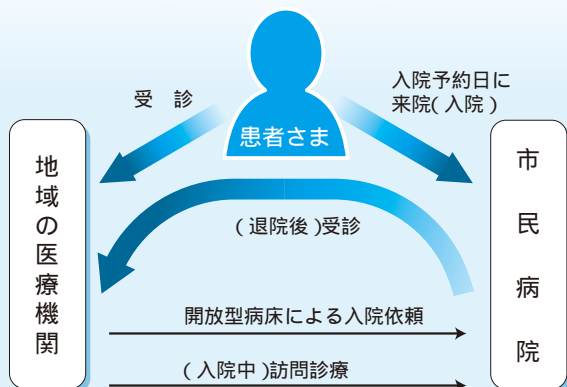 受　診
入院予約日に
来院(入院)
患者さま
地域の医療機関
市民病院
(退院後)受診
開放型病床による入院依頼
(入院中)訪問診療